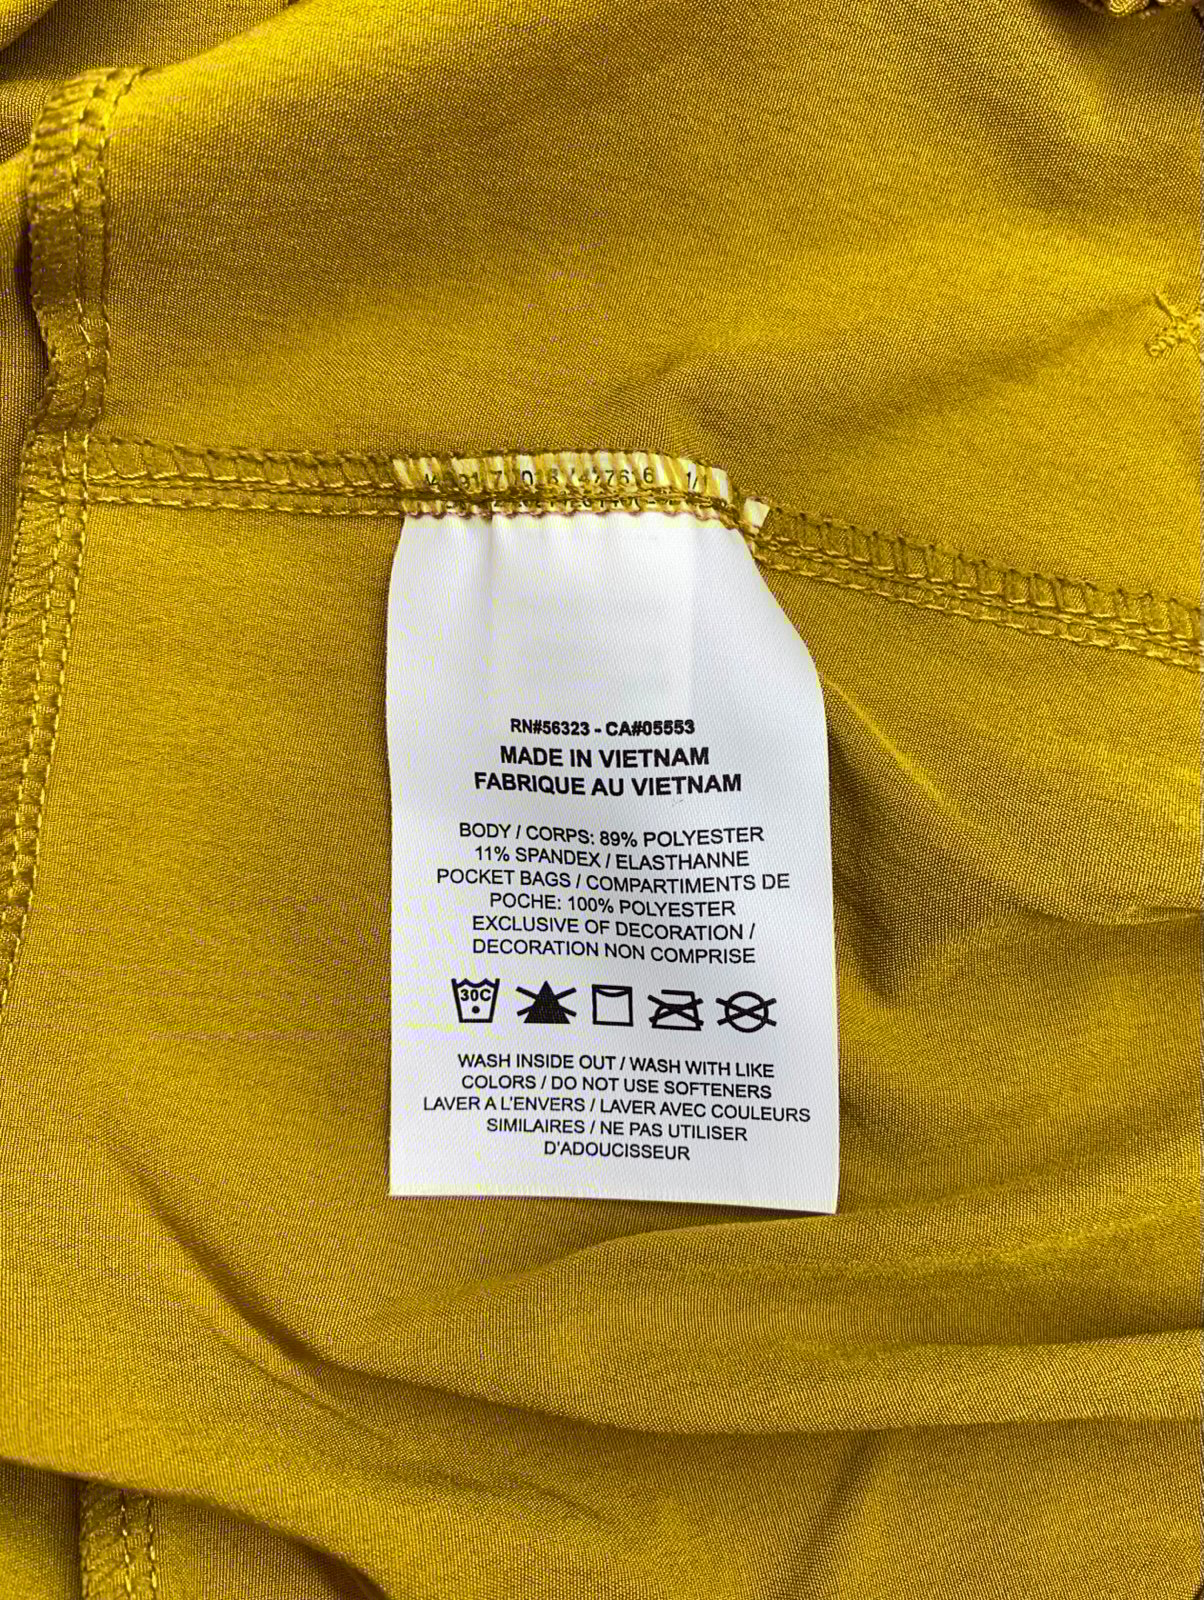 RN#56323 - CA#05553
MADE IN VIETNAM
FABRIQUE AU VIETNAM
BODY / CORPS: 89% POLYESTER
11% SPANDEX / ELASTHANNE
POCKET BAGS / COMPARTIMENTS DE
POCHE: 100% POLYESTER
EXCLUSIVE OF DECORATION /
DECORATION NON COMPRISE
30C
WASH INSIDE OUT / WASH WITH LIKE
COLORS / DO NOT USE SOFTENERS
LAVER A L'ENVERS / LAVER AVEC COULEURS
SIMILAIRES / NE PAS UTILISER
D'ADOUCISSEUR